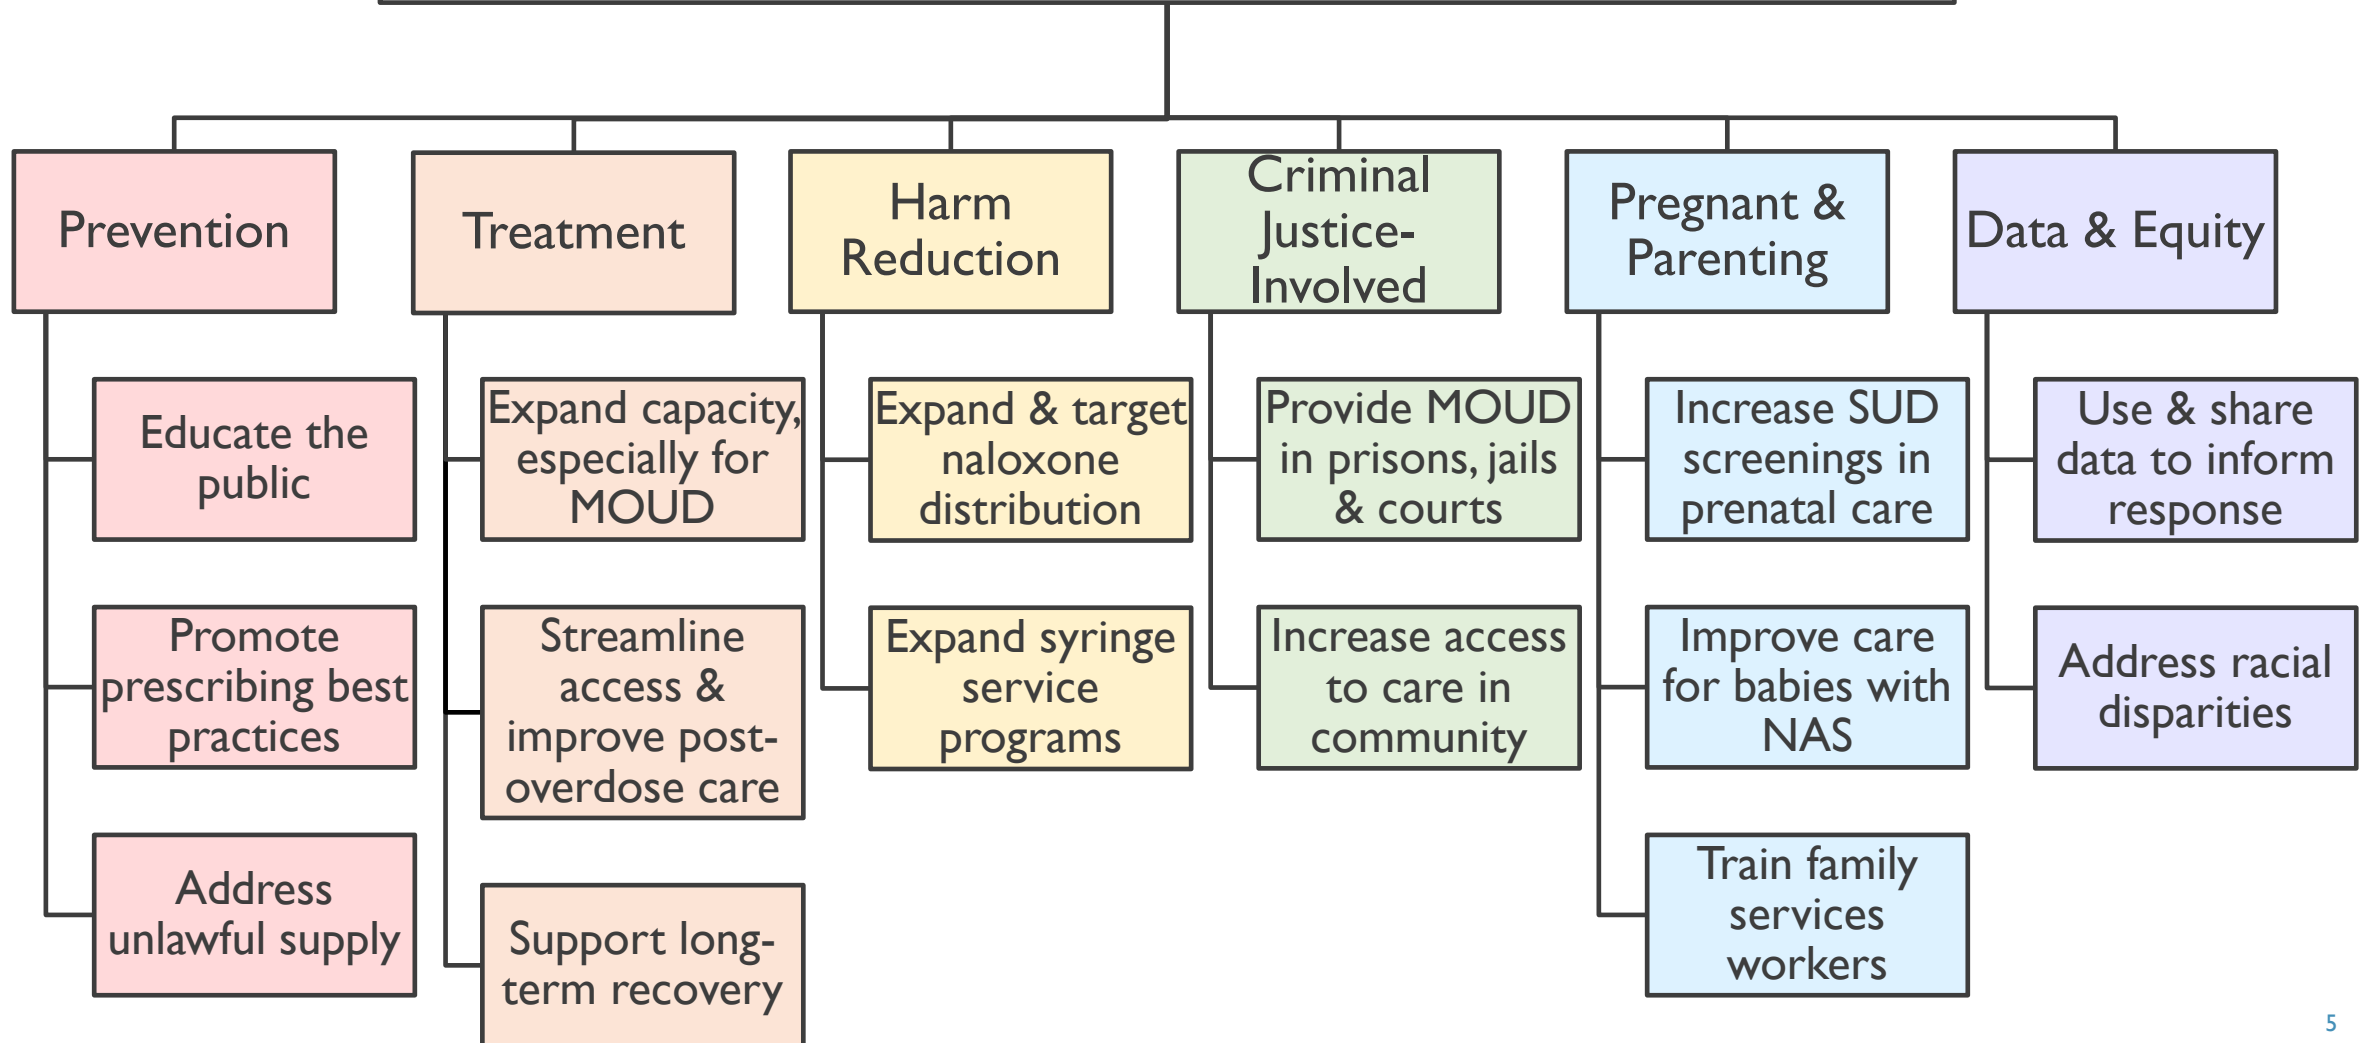 Prevention
Treatment
Harm
Reduction
Criminal
Justice-
Involved
Pregnant &
Parenting
Data & Equity
Educate the
public
Promote
prescribing best
practices
Address
unlawful supply
Expand capacity,
especially for
MOUD
Streamline
access &
improve post-
overdose care
Support long-
term recovery
Expand & target
naloxone
distribution
Expand syringe
service
programs
Provide MOUD
in prisons, jails
& courts
Increase access
to care in
community
Increase SUD
screenings in
prenatal care
Improve care
for babies with
NAS
Train family
services
workers
Use & share
data to inform
response
Address racial
disparities
5